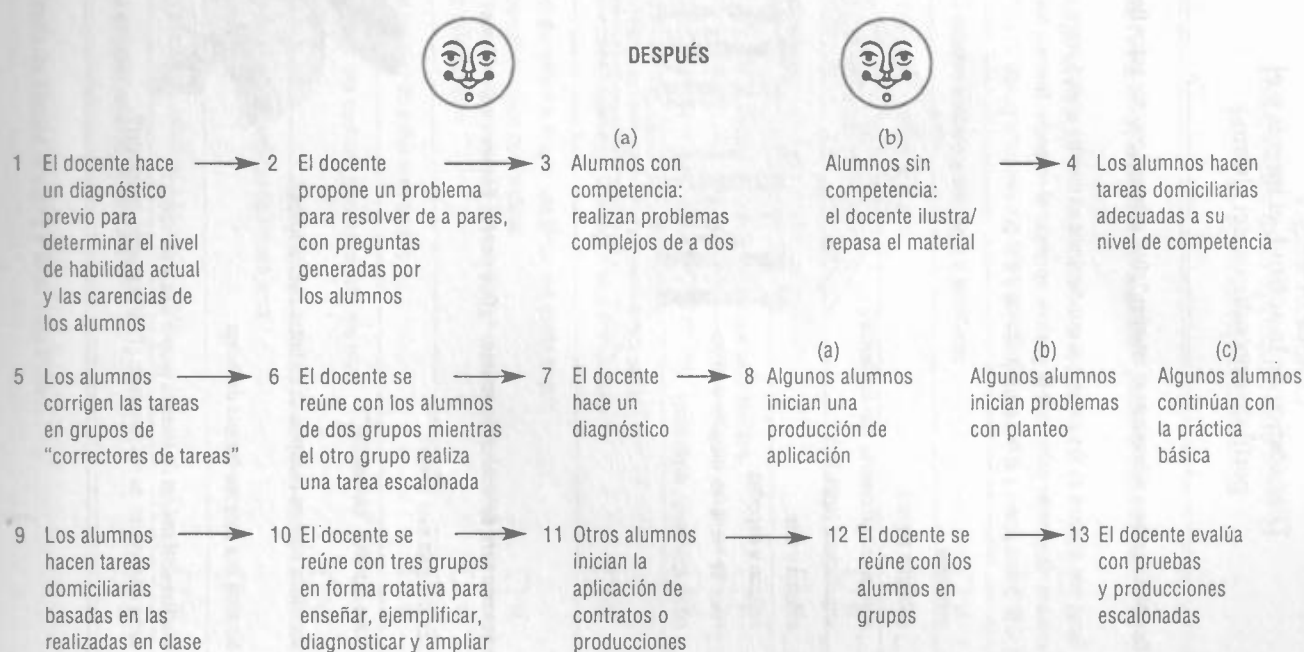 DESPUÉS
1 El docente hace
un diagnóstico
previo para
determinar el nivel
de habilidad actual
y las carencias de
los alumnos
2 El docente
propone un problema
para resolver de a pares,
con preguntas
generadas por
los alumnos
(a)
3 Alumnos con
competencia:
realizan problemas
complejos de a dos
(b)
Alumnos sin
competencia:
el docente ilustra/
repasa el material
4 Los alumnos hacen
tareas domiciliarias
adecuadas a su
nivel de competencia
5 Los alumnos
corrigen las tareas
en grupos de
“correctores de tareas”
6 El docente se
reúne con los alumnos
de dos grupos mientras
el otro grupo realiza
una tarea escalonada
7 El docente
hace un
diagnóstico
(a)
8 Algunos alumnos
inician una
producción de
aplicación
(b)
Algunos alumnos
inician problemas
con planteo
(c)
Algunos alumnos
continúan con
la práctica
básica
9 Los alumnos
hacen tareas
domiciliarias
basadas en las
realizadas en clase
10 El docente se
reúne con tres grupos
en forma rotativa para
enseñar, ejemplificar,
diagnosticar y ampliar
11 Otros alumnos
inician la
aplicación de
contratos o
producciones
12 El docente se
reúne con los
alumnos en
grupos
13 El docente evalúa
con pruebas
y producciones
escalonadas